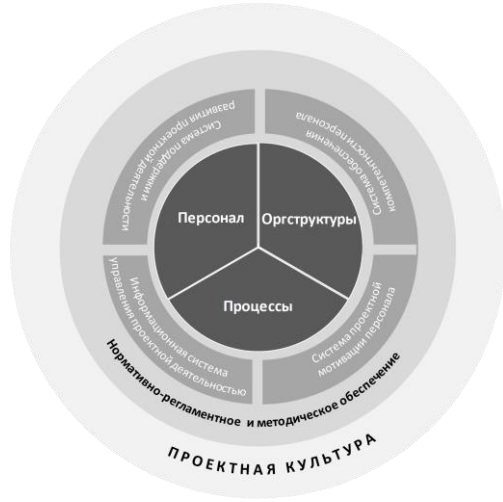 Система поддержки и
развития проектной деятельности
Система обеспечения
компетентности персонала
Персонал
Оргструктуры
Процессы
Информационная система
управления проектной деятельностью
Система проектной
мотивации персонала
Нормативно-регламентное и методическое обеспечение
ПРОЕКТНАЯ КУЛЬТУРА